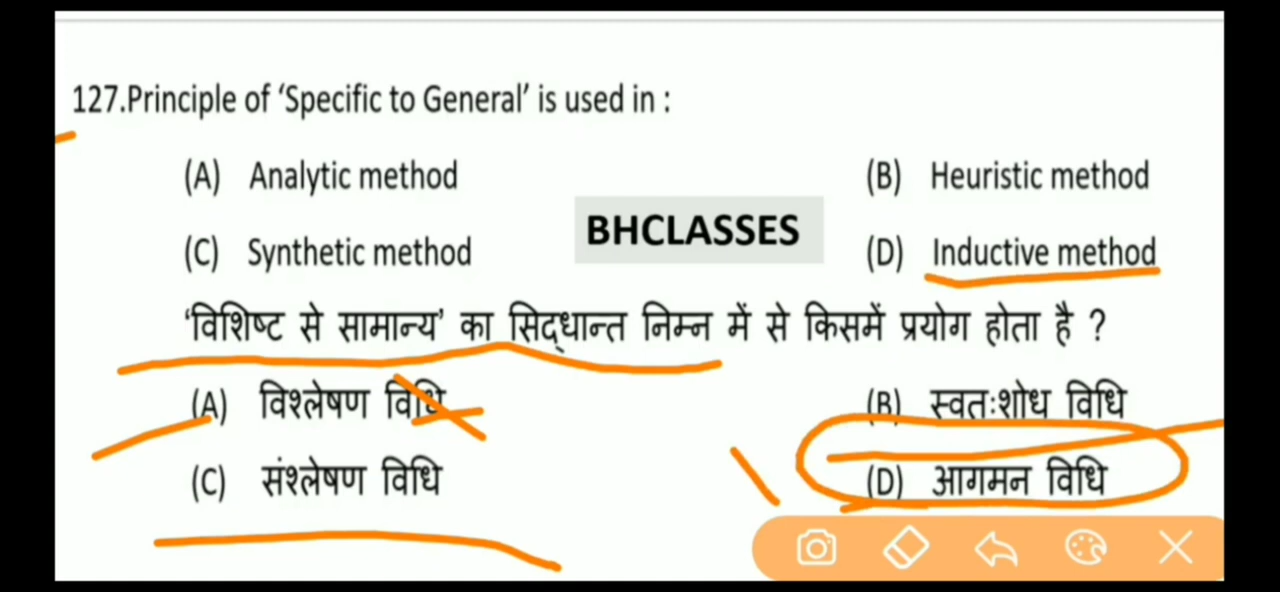 127.Principle of ‘Specific to General’ is used in :
(A) Analytic method (B) Heuristic method
BHCLASSES
(C) Synthetic method (D) Inductive method
‘विशिष्ट से सामान्य’ का सिद्धान्त निम्न में से किसमें प्रयोग होता है ?
(A) विश्लेषण विधि (B) स्वतःशोध विधि
(C) संश्लेषण विधि (D) आगमन विधि